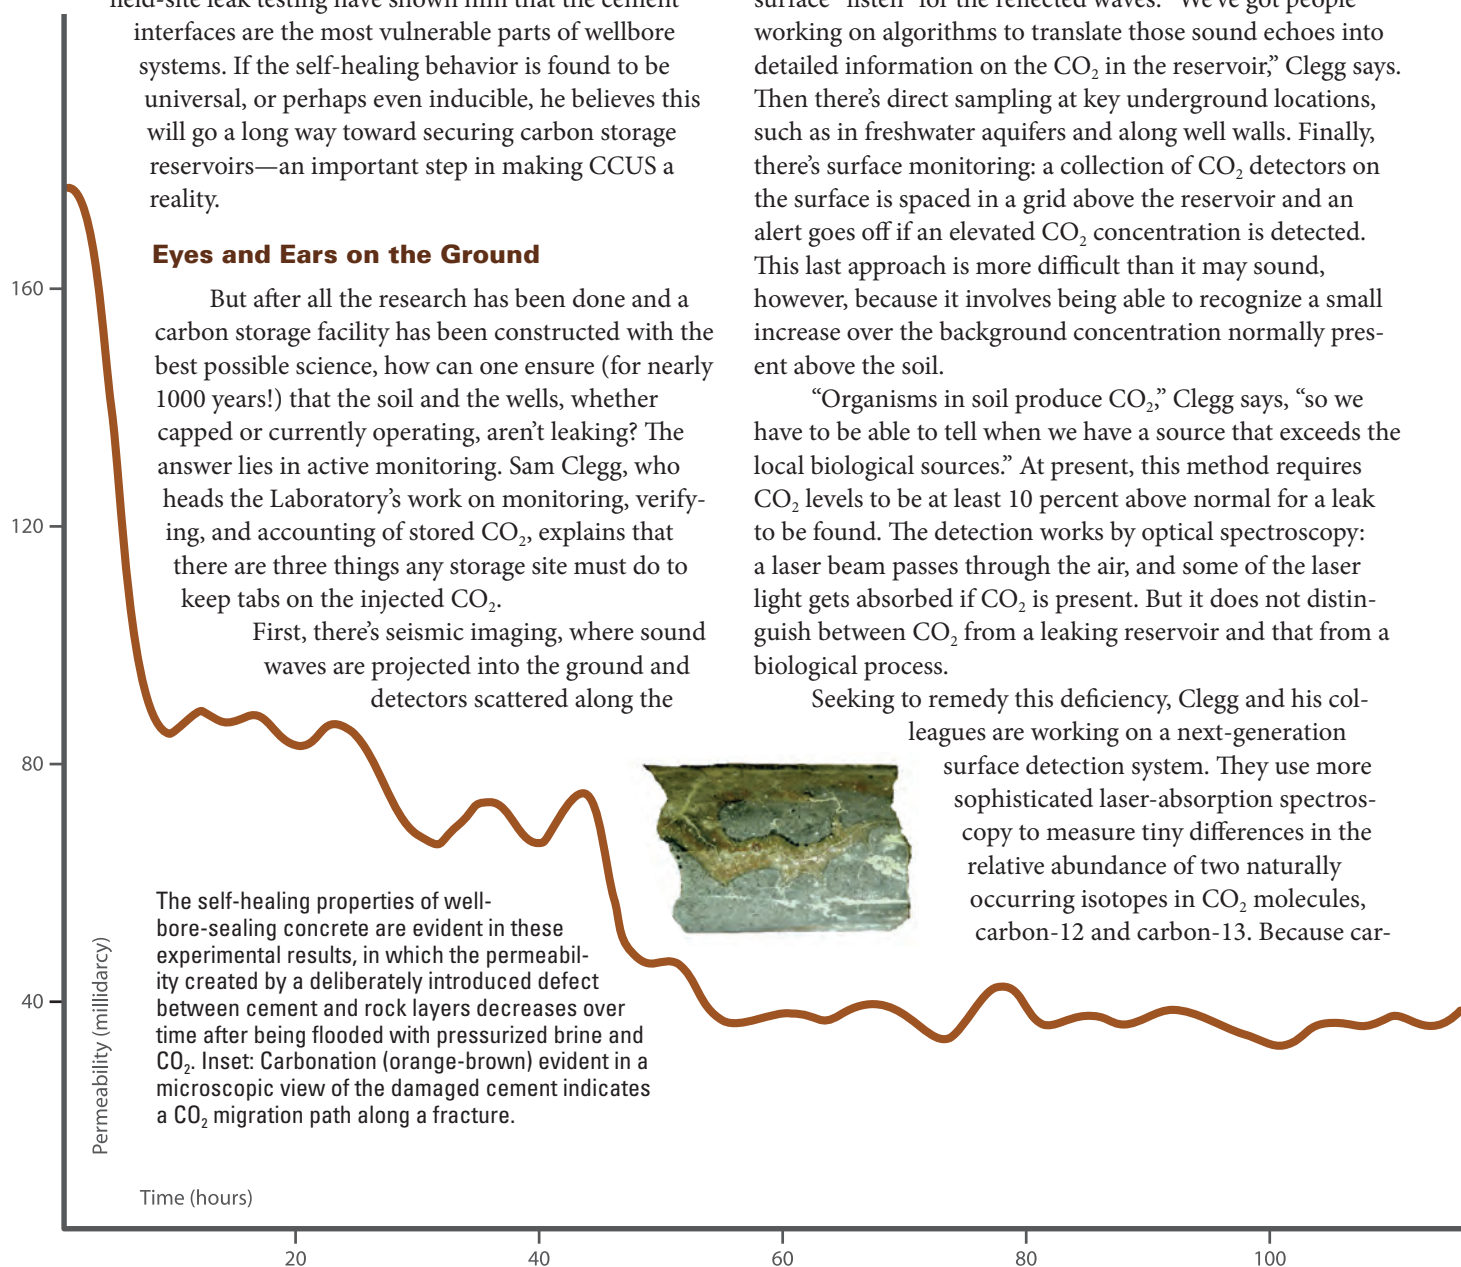 field-site leak testing have shown him that the cement
interfaces are the most vulnerable parts of wellbore
systems. If the self-healing behavior is found to be
universal, or perhaps even inducible, he believes this
will go a long way toward securing carbon storage
reservoirs—an important step in making CCUS a
reality.
Eyes and Ears on the Ground
But after all the research has been done and a
carbon storage facility has been constructed with the
best possible science, how can one ensure (for nearly
1000 years!) that the soil and the wells, whether
capped or currently operating, aren’t leaking? The
answer lies in active monitoring. Sam Clegg, who
heads the Laboratory’s work on monitoring, verify-
ing, and accounting of stored CO₂, explains that
there are three things any storage site must do to
keep tabs on the injected CO₂.
First, there’s seismic imaging, where sound
waves are projected into the ground and
detectors scattered along the
surface “listen” for the reflected waves. “We’ve got people
working on algorithms to translate those sound echoes into
detailed information on the CO₂ in the reservoir,” Clegg says.
Then there’s direct sampling at key underground locations,
such as in freshwater aquifers and along well walls. Finally,
there’s surface monitoring: a collection of CO₂ detectors on
the surface is spaced in a grid above the reservoir and an
alert goes off if an elevated CO₂ concentration is detected.
This last approach is more difficult than it may sound,
however, because it involves being able to recognize a small
increase over the background concentration normally pres-
ent above the soil.
“Organisms in soil produce CO₂,” Clegg says, “so we
have to be able to tell when we have a source that exceeds the
local biological sources.” At present, this method requires
CO₂ levels to be at least 10 percent above normal for a leak
to be found. The detection works by optical spectroscopy:
a laser beam passes through the air, and some of the laser
light gets absorbed if CO₂ is present. But it does not distin-
guish between CO₂ from a leaking reservoir and that from a
biological process.
Seeking to remedy this deficiency, Clegg and his col-
leagues are working on a next-generation
surface detection system. They use more
sophisticated laser-absorption spectros-
copy to measure tiny differences in the
relative abundance of two naturally
occurring isotopes in CO₂ molecules,
carbon-12 and carbon-13. Because car-
160
120
80
40
Permeability (millidarcy)
The self-healing properties of well-
bore-sealing concrete are evident in these
experimental results, in which the permeabil-
ity created by a deliberately introduced defect
between cement and rock layers decreases over
time after being flooded with pressurized brine and
CO₂. Inset: Carbonation (orange-brown) evident in a
microscopic view of the damaged cement indicates
a CO₂ migration path along a fracture.
Time (hours)
20
40
60
80
100